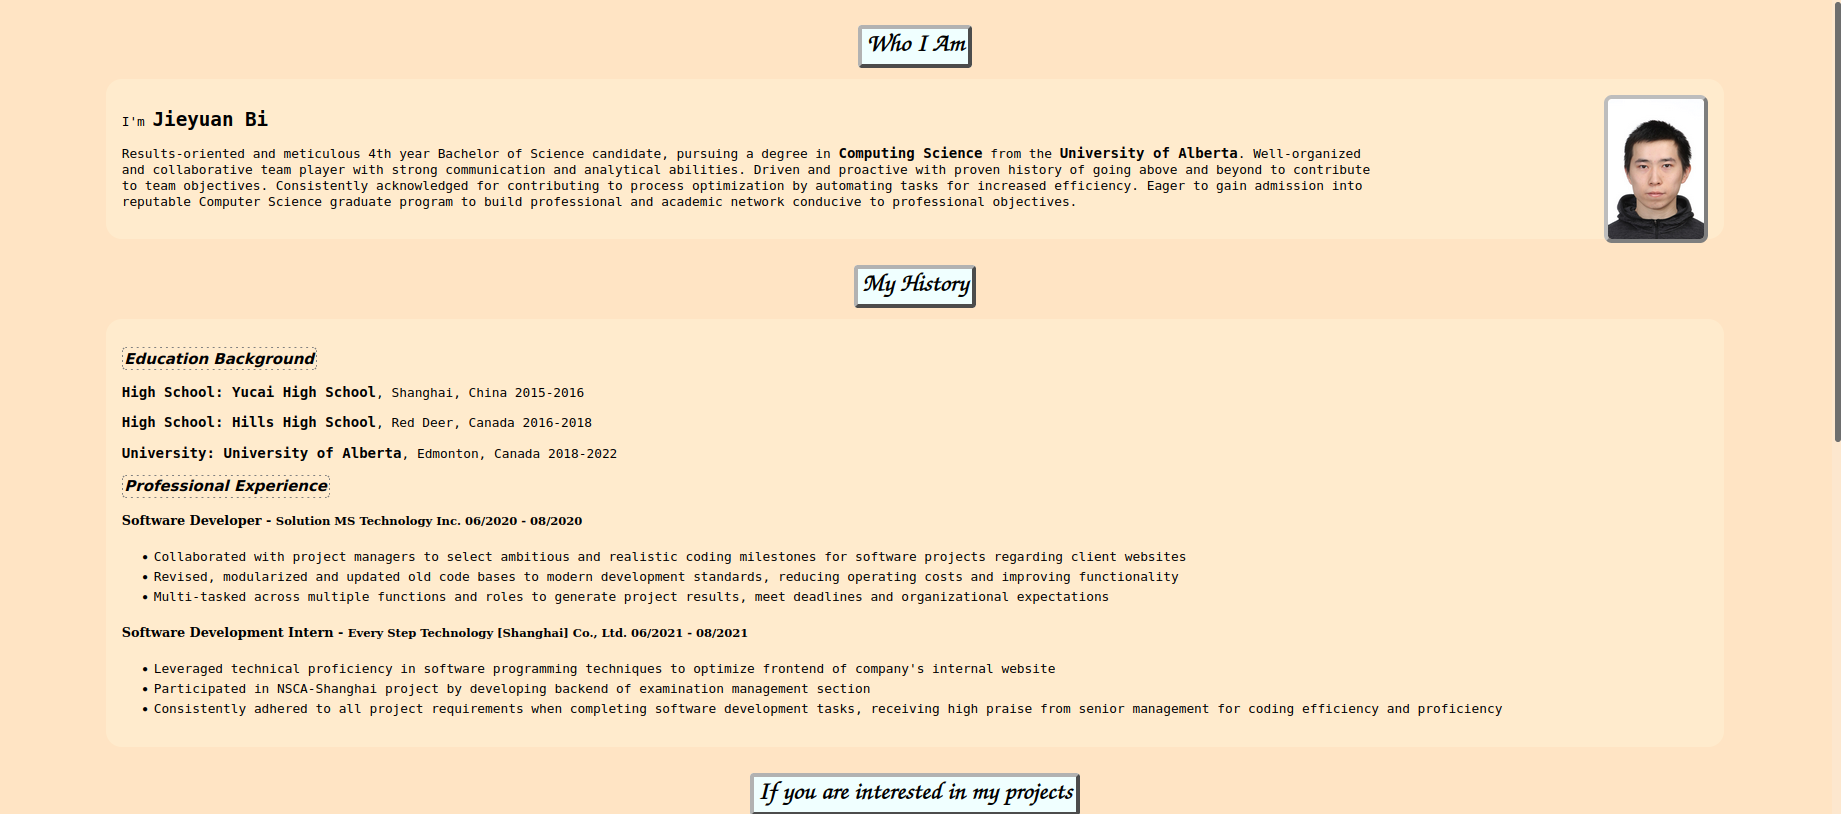 Who I Am
I'm Jieyuan Bi
Results-oriented and meticulous 4th year Bachelor of Science candidate, pursuing a degree in Computing Science from the University of Alberta. Well-organized
and collaborative team player with strong communication and analytical abilities. Driven and proactive with proven history of going above and beyond to contribute
to team objectives. Consistently acknowledged for contributing to process optimization by automating tasks for increased efficiency. Eager to gain admission into
reputable Computer Science graduate program to build professional and academic network conducive to professional objectives.
My History
Education Background
High School: Yucai High School, Shanghai, China 2015-2016
High School: Hills High School, Red Deer, Canada 2016-2018
University: University of Alberta, Edmonton, Canada 2018-2022
Professional Experience
Software Developer - Solution MS Technology Inc. 06/2020 - 08/2020
• Collaborated with project managers to select ambitious and realistic coding milestones for software projects regarding client websites
• Revised, modularized and updated old code bases to modern development standards, reducing operating costs and improving functionality
• Multi-tasked across multiple functions and roles to generate project results, meet deadlines and organizational expectations
Software Development Intern - Every Step Technology [Shanghai] Co., Ltd. 06/2021 - 08/2021
• Leveraged technical proficiency in software programming techniques to optimize frontend of company's internal website
• Participated in NSCA-Shanghai project by developing backend of examination management section
• Consistently adhered to all project requirements when completing software development tasks, receiving high praise from senior management for coding efficiency and proficiency
If you are interested in my projects